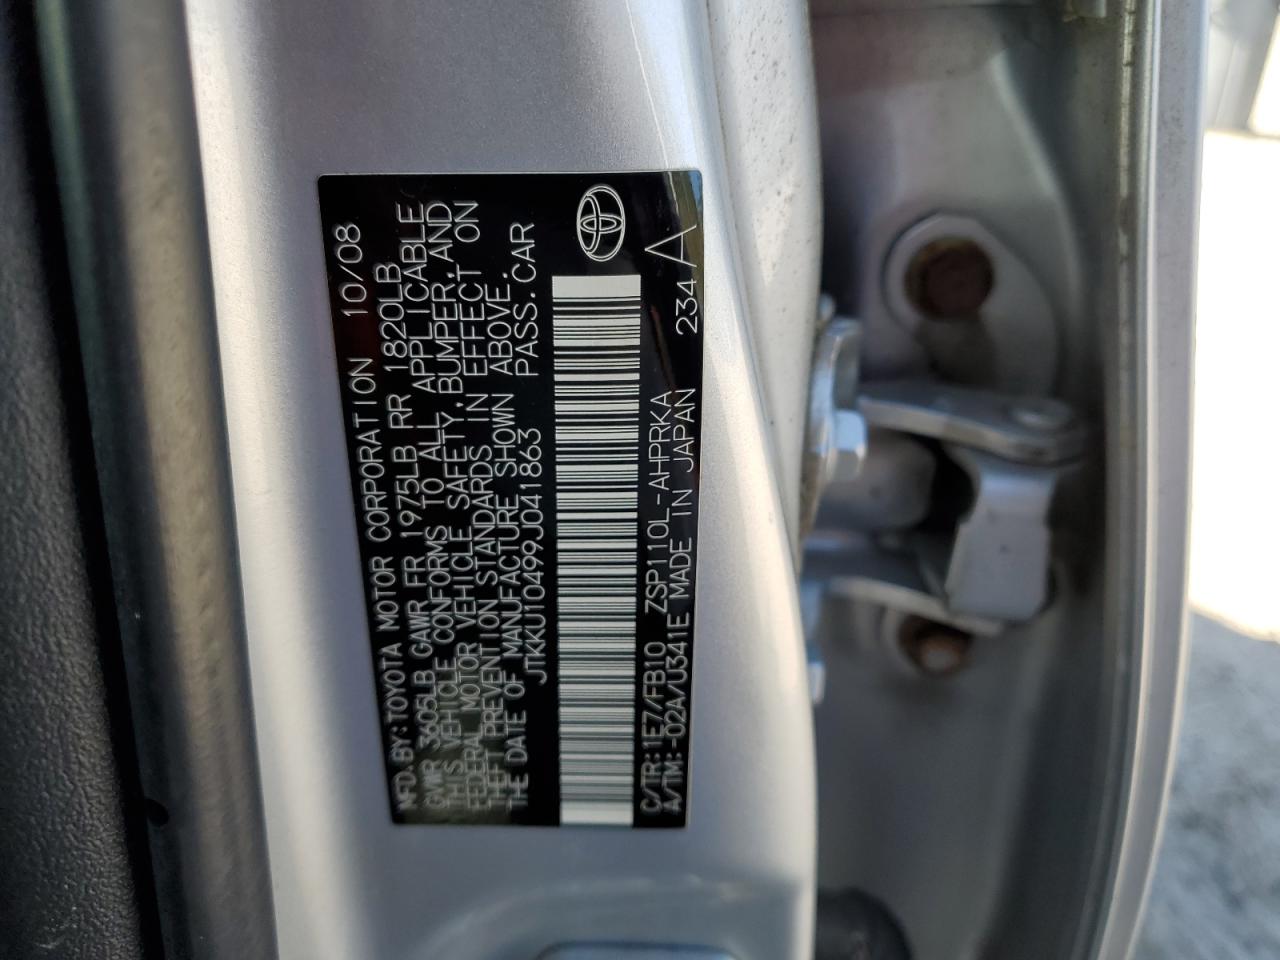 MFD.BY:TOYOTA MOTOR CORPORATION 10/08
GVWR 3605LB GAWR FR 1975LB RR 1820LB
THIS VEHICLE CONFORMS TO ALL APPLICABLE
FEDERAL MOTOR VEHICLE SAFETY,BUMPER,AND
THEFT PREVENTION STANDARDS IN EFFECT ON
THE DATE OF MANUFACTURE SHOWN ABOVE.
JTKKU10499J041863 PASS.CAR
C/TR:1E7/FB10 ZSP110L-AHPRKA
A/TM:-02A/U341E MADE IN JAPAN 234 A